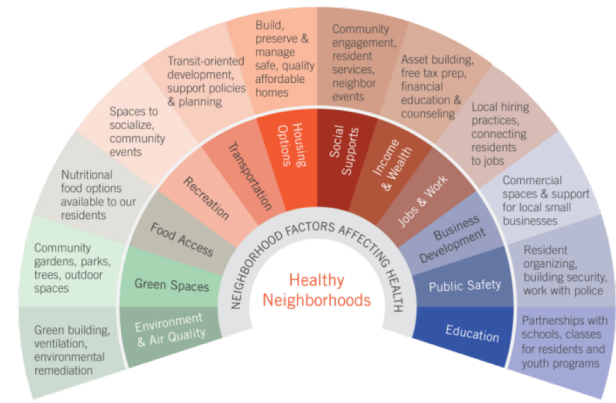 Green building,
ventilation,
environmental
remediation
Community
gardens, parks,
trees, outdoor
spaces
Nutritional
food options
available to our
residents
Spaces to
socialize,
community
events
Transit-oriented
development,
support policies
& planning
Build,
preserve &
manage
safe, quality
affordable
homes
Community
engagement,
resident
services,
neighbor
events
Asset building,
free tax prep,
financial
education &
counseling
Local hiring
practices,
connecting
residents
to jobs
Commercial
spaces & support
for local small
businesses
Resident
organizing,
building security,
work with police
Partnerships with
schools, classes
for residents and
youth programs
Environment
& Air Quality
Green Spaces
Food Access
Recreation
Transportation
Housing
Options
Social
Supports
Income
& Wealth
Jobs & Work
Business
Development
Public Safety
Education
NEIGHBORHOOD FACTORS AFFECTING HEALTH
Healthy
Neighborhoods